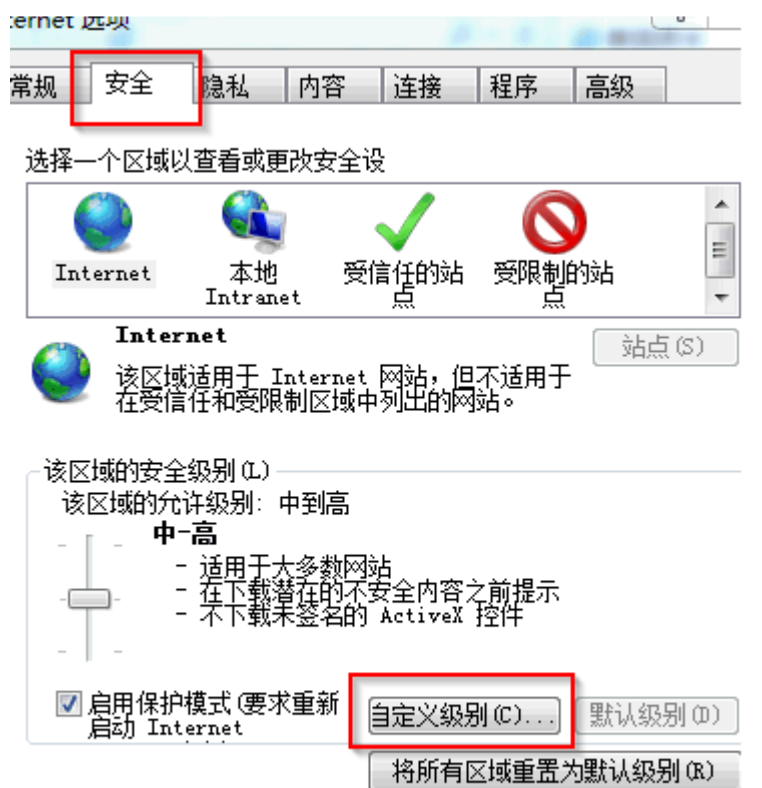 ternet 选项
常规 安全 隐私 内容 连接 程序 高级
选择一个区域以查看或更改安全设
Internet
本地
Intranet
受信任的站
点
受限制的站
点
Internet
站点(S)
该区域适用于 Internet 网站，但不适用于
在受信任和受限制区域中列出的网站。
该区域的安全级别(L)
该区域的允许级别: 中到高
中-高
- 适用于大多数网站
- 在下载潜在的不安全内容之前提示
- 不下载未签名的 ActiveX 控件
启用保护模式(要求重新
启动 Internet
自定义级别(C)...
默认级别(D)
将所有区域重置为默认级别(R)